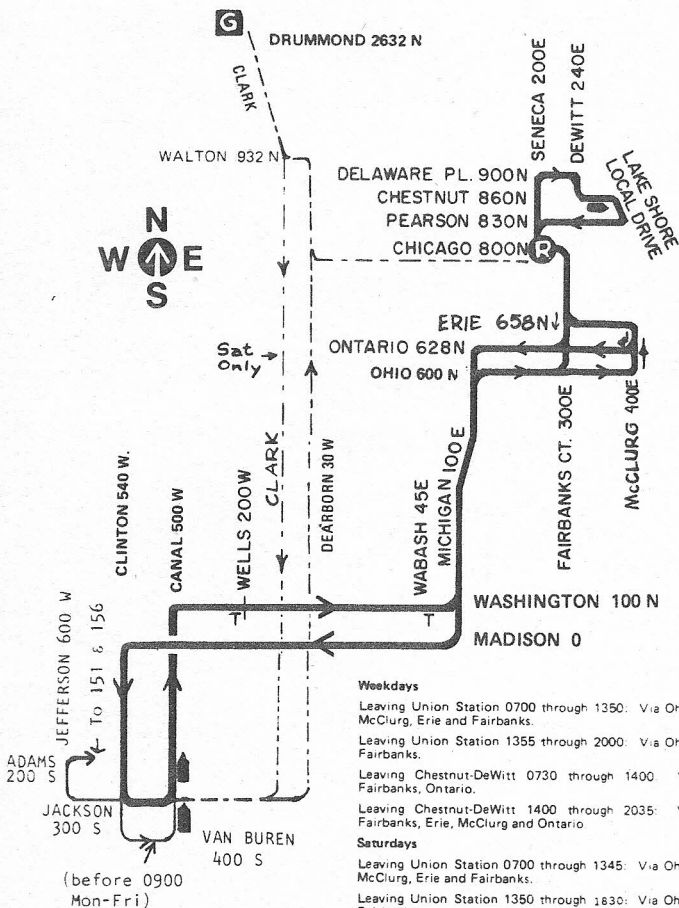 G
DRUMMOND 2632 N
CLARK
SENECA 200E
DEWITT 240E
WALTON 932 N
DELAWARE PL. 900N
CHESTNUT 860N
PEARSON 830N
CHICAGO 800N
R
LAKE SHORE
LOCAL DRIVE
N
W E
S
ERIE 658N
Sat
Only
ONTARIO 628N
OHIO 600 N
CLARK
DEARBORN 30 W
MICHIGAN 100E
FAIRBANKS CT. 300E
McCLURG 400E
CLINTON 540 W.
CANAL 500 W
WELLS 200W
WABASH 45E
T
T
WASHINGTON 100 N
MADISON 0
JEFFERSON 600 W
To 151 & 156
ADAMS
200 S
JACKSON
300 S
VAN BUREN
400 S
(before 0900
Mon-Fri)
Weekdays
Leaving Union Station 0700 through 1350: Via Oh
McClurg, Erie and Fairbanks.
Leaving Union Station 1355 through 2000: Via Oh
Fairbanks.
Leaving Chestnut-DeWitt 0730 through 1400
Fairbanks, Ontario.
Leaving Chestnut-DeWitt 1400 through 2035:
Fairbanks, Erie, McClurg and Ontario
Saturdays
Leaving Union Station 0700 through 1345: Via Oh
McClurg, Erie and Fairbanks.
Leaving Union Station 1350 through 1830: Via Oh